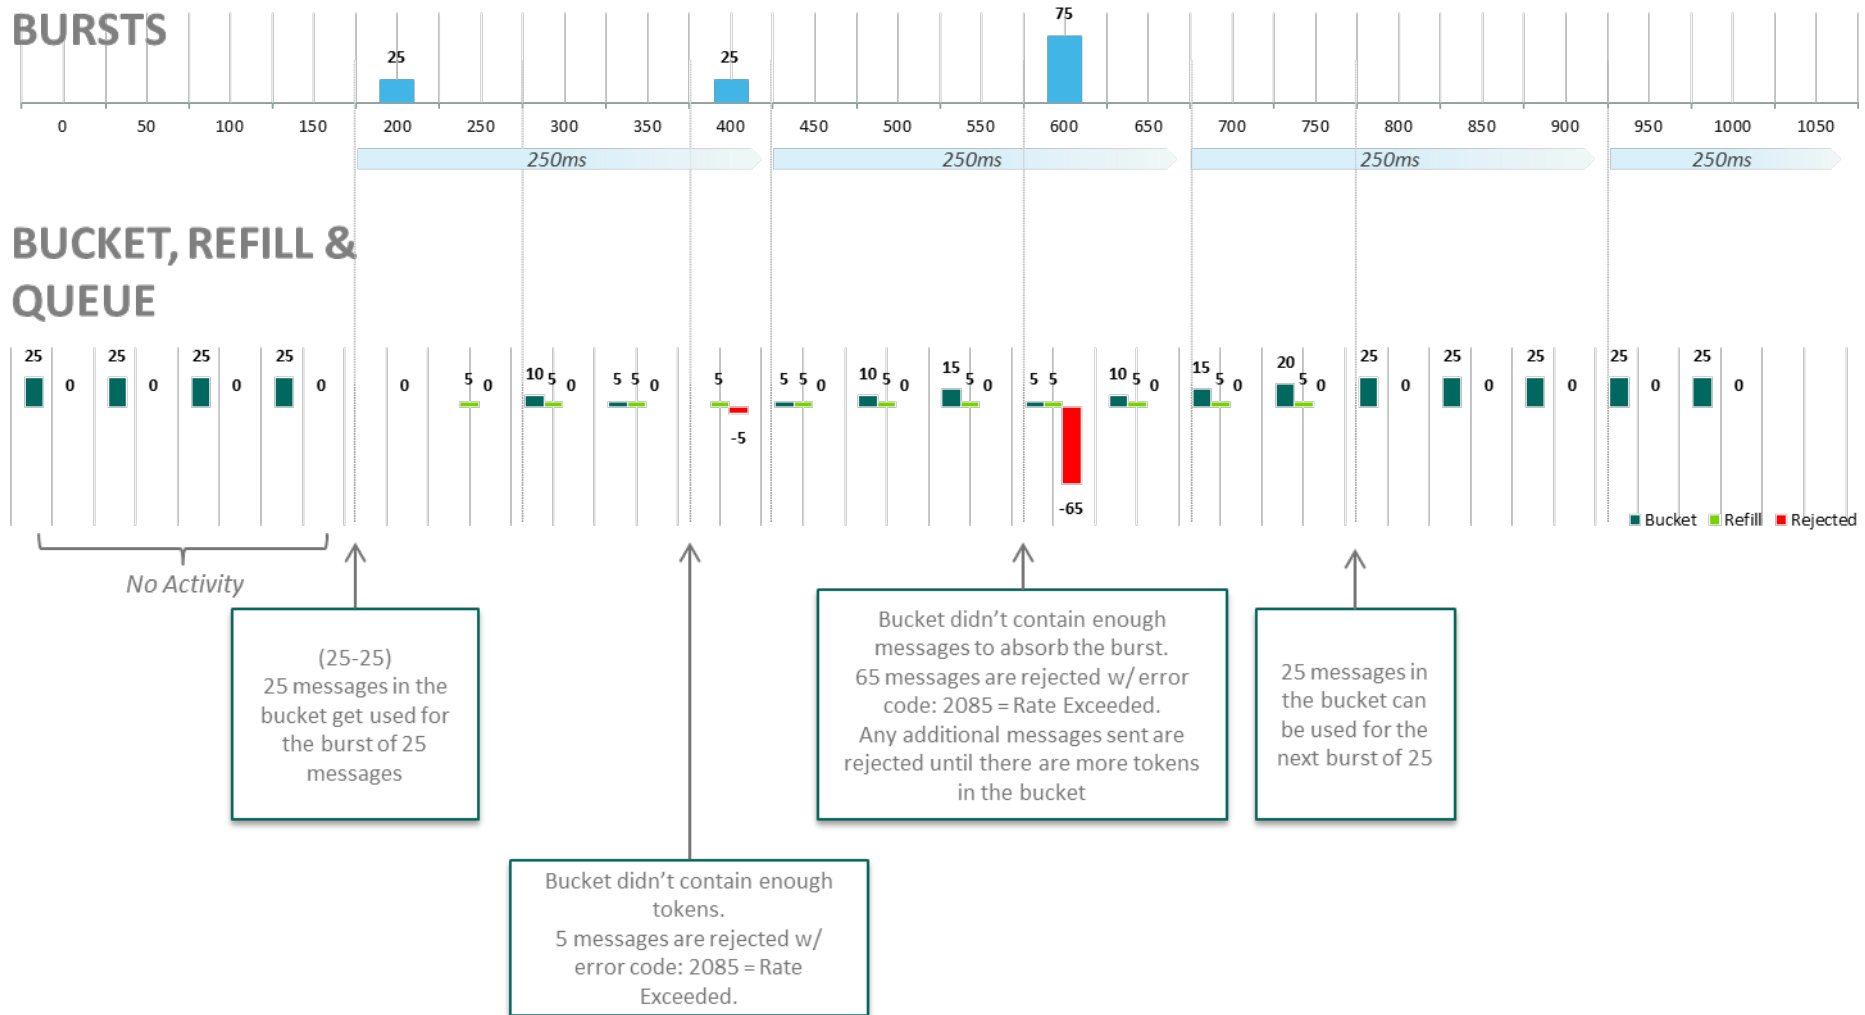 BURSTS
25
25
75
0 50 100 150 200 250 300 350 400 450 500 550 600 650 700 750 800 850 900 950 1000 1050
250ms 250ms 250ms 250ms
BUCKET, REFILL &
QUEUE
25 0 25 0 25 0 25 0 0 5 0 10 5 0 5 5 0 5 -5 5 5 0 10 5 0 15 5 0 5 5 -65 10 5 0 15 5 0 20 5 0 25 0 25 0 25 0 25 0 25 0
Bucket Refill Rejected
No Activity
(25-25)
25 messages in the
bucket get used for
the burst of 25
messages
Bucket didn't contain enough
tokens.
5 messages are rejected w/
error code: 2085 = Rate
Exceeded.
Bucket didn't contain enough
messages to absorb the burst.
65 messages are rejected w/ error
code: 2085 = Rate Exceeded.
Any additional messages sent are
rejected until there are more tokens
in the bucket
25 messages in
the bucket can
be used for the
next burst of 25